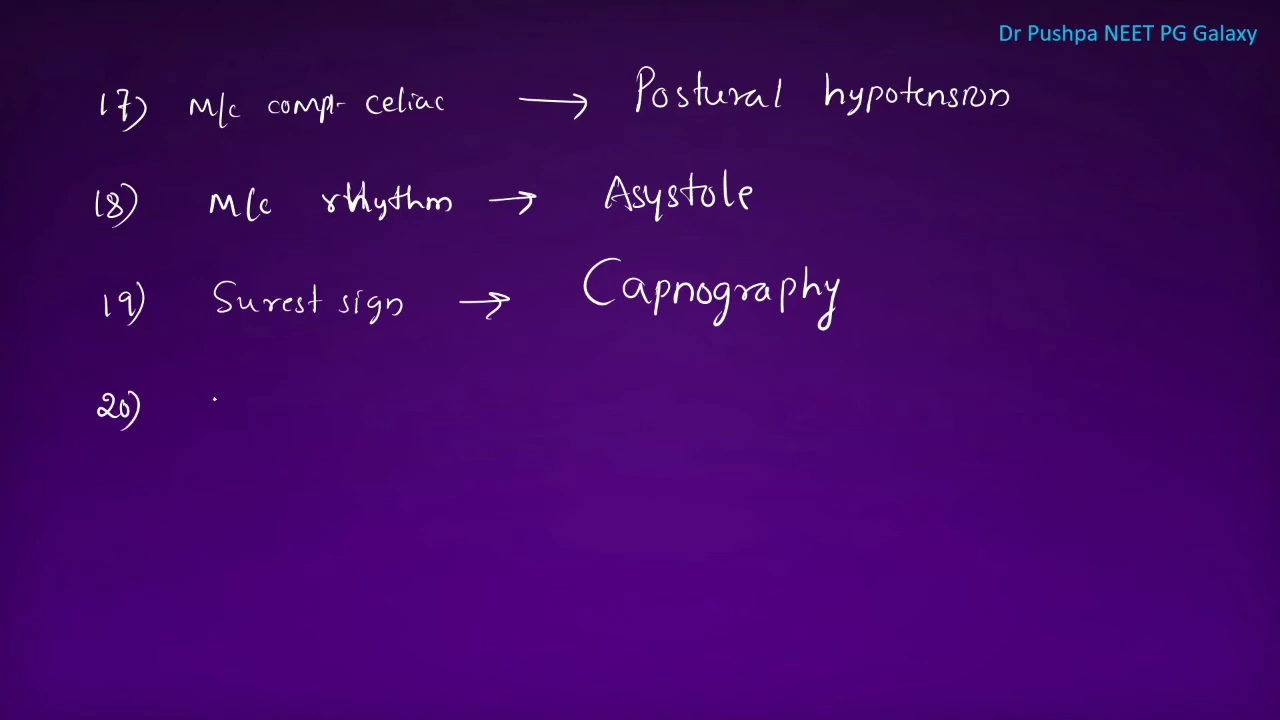 Dr Pushpa NEET PG Galaxy
17) M/c comp- celiac → Postural hypotension
18) M/c rhythm → Asystole
19) Surest sign → Capnography
20)